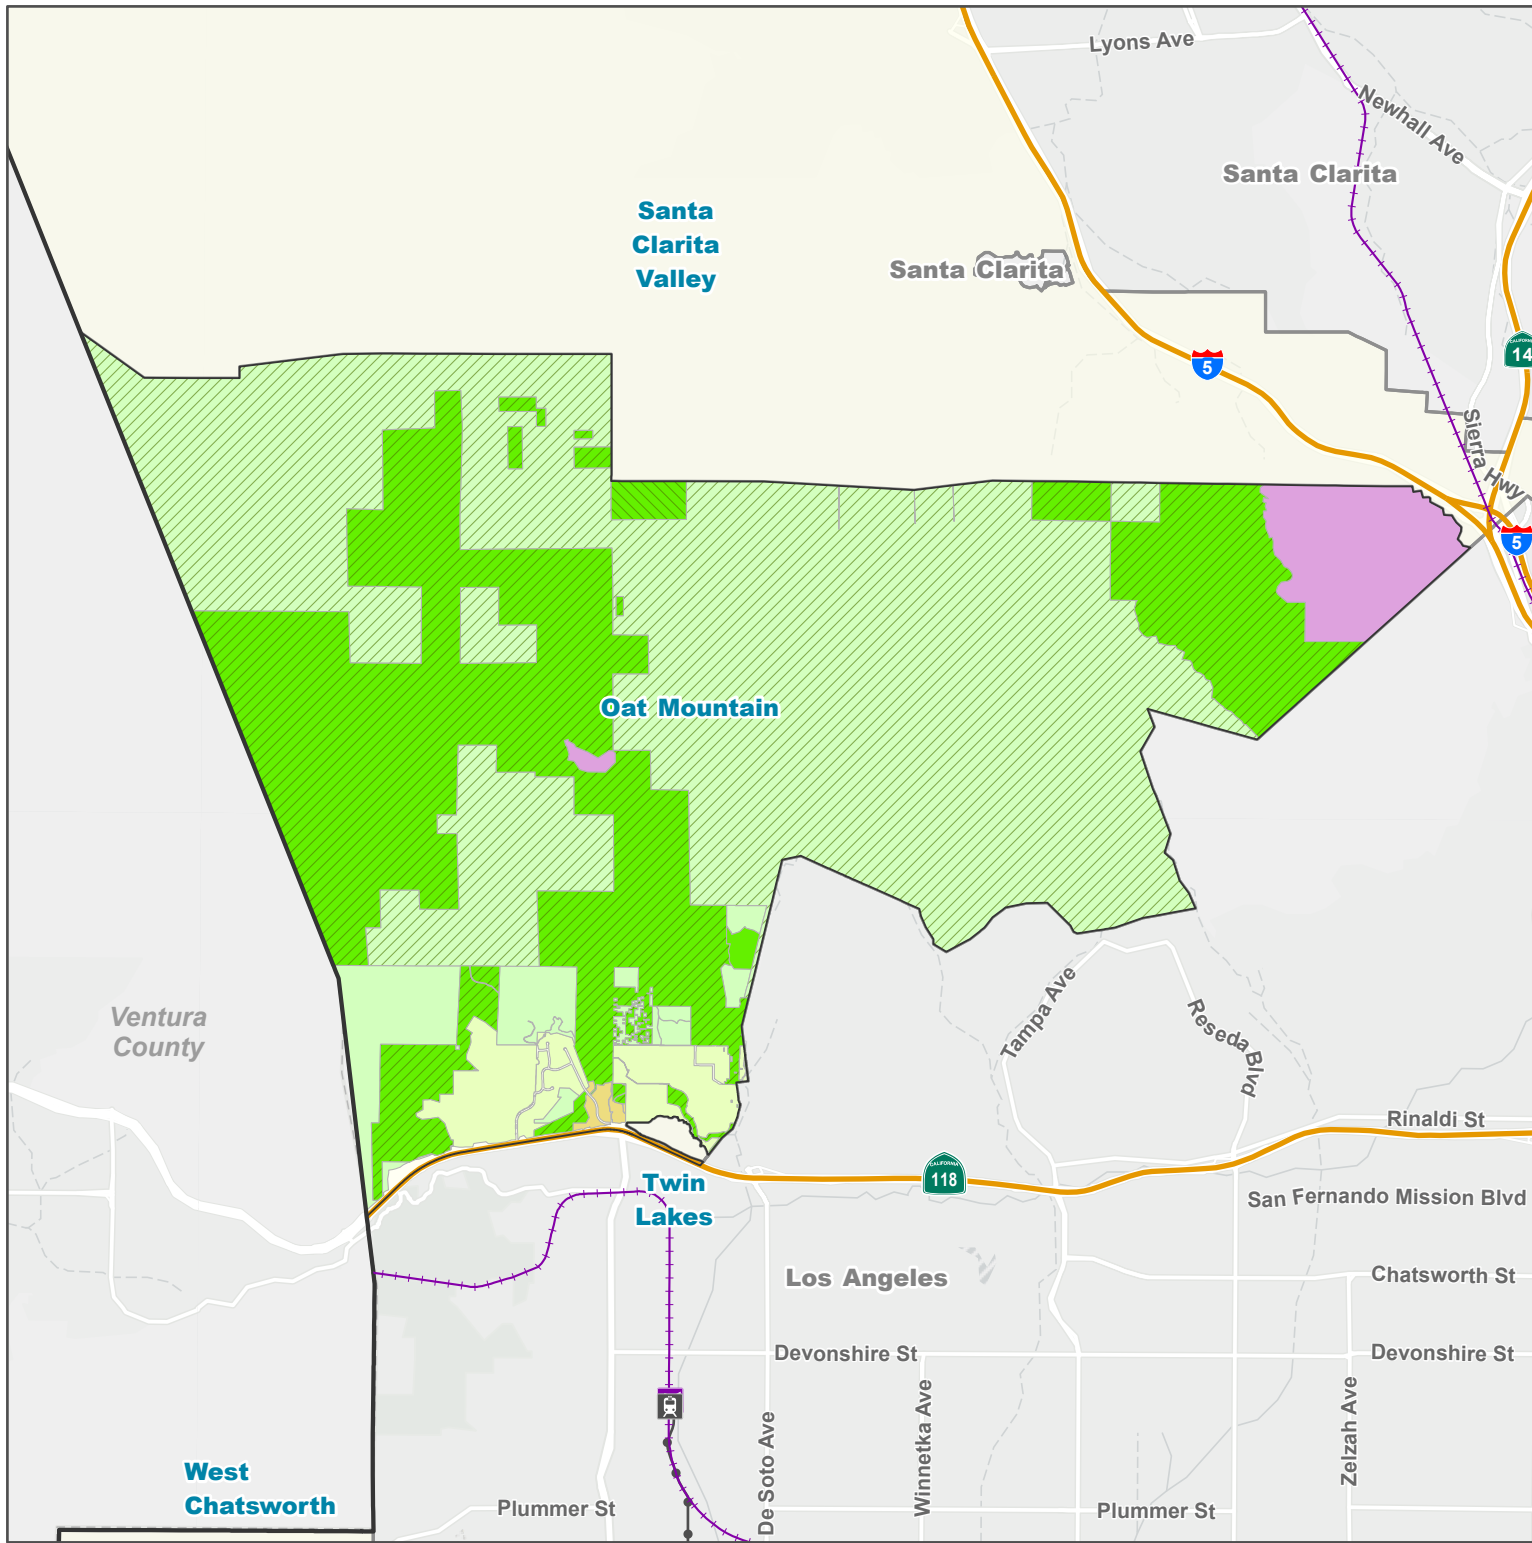 Lyons Ave
Newhall Ave
Santa Clarita
Santa
Clarita
Valley
Santa Clarita
CALIFORNIA
14
5
Sierra Hwy
5
Oat Mountain
Ventura
County
Tampa Ave
Reseda Blvd
Rinaldi St
CALIFORNIA
118
Twin
Lakes
San Fernando Mission Blvd
Los Angeles
Chatsworth St
Devonshire St
Devonshire St
De Soto Ave
Winnetka Ave
Zelzah Ave
West
Chatsworth
Plummer St
Plummer St